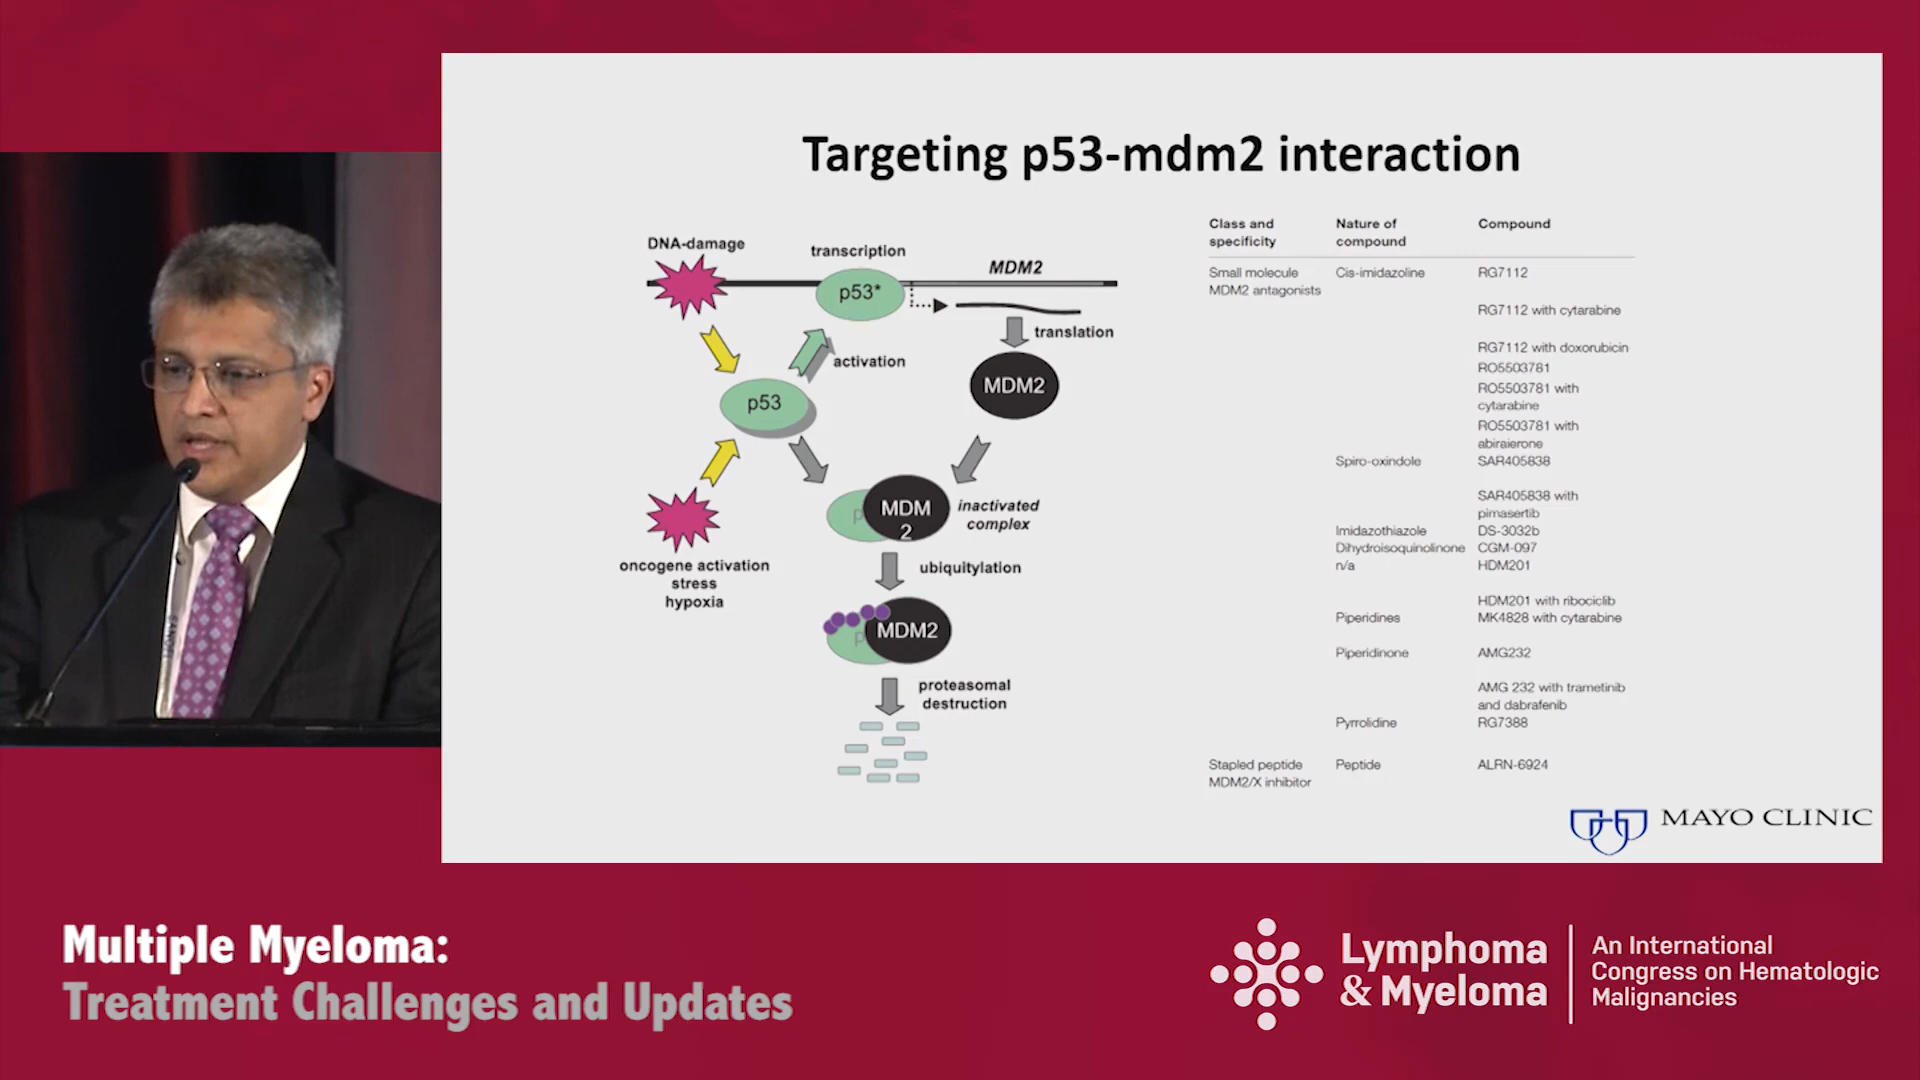 Targeting p53-mdm2 interaction
DNA-damage
transcription
MDM2
p53*
translation
activation
MDM2
p53
MDM
2
p
inactivated
complex
oncogene activation
stress
hypoxia
ubiquitylation
MDM2
p
proteasomal
destruction
Class and
specificity
Nature of
compound
Compound
Small molecule
MDM2 antagonists
Cis-imidazoline
RG7112
RG7112 with cytarabine
RG7112 with doxorubicin
RO5503781
RO5503781 with
cytarabine
RO5503781 with
abiraierone
Spiro-oxindole
SAR405838
SAR405838 with
pimasertib
Imidazothiazole
DS-3032b
Dihydroisoquinolinone
CGM-097
n/a
HDM201
HDM201 with ribociclib
Piperidines
MK4828 with cytarabine
Piperidinone
AMG232
AMG 232 with trametinib
and dabrafenib
Pyrrolidine
RG7388
Stapled peptide
MDM2/X inhibitor
Peptide
ALRN-6924
MAYO CLINIC
Multiple Myeloma:
Treatment Challenges and Updates
Lymphoma
& Myeloma
An International
Congress on Hematologic
Malignancies